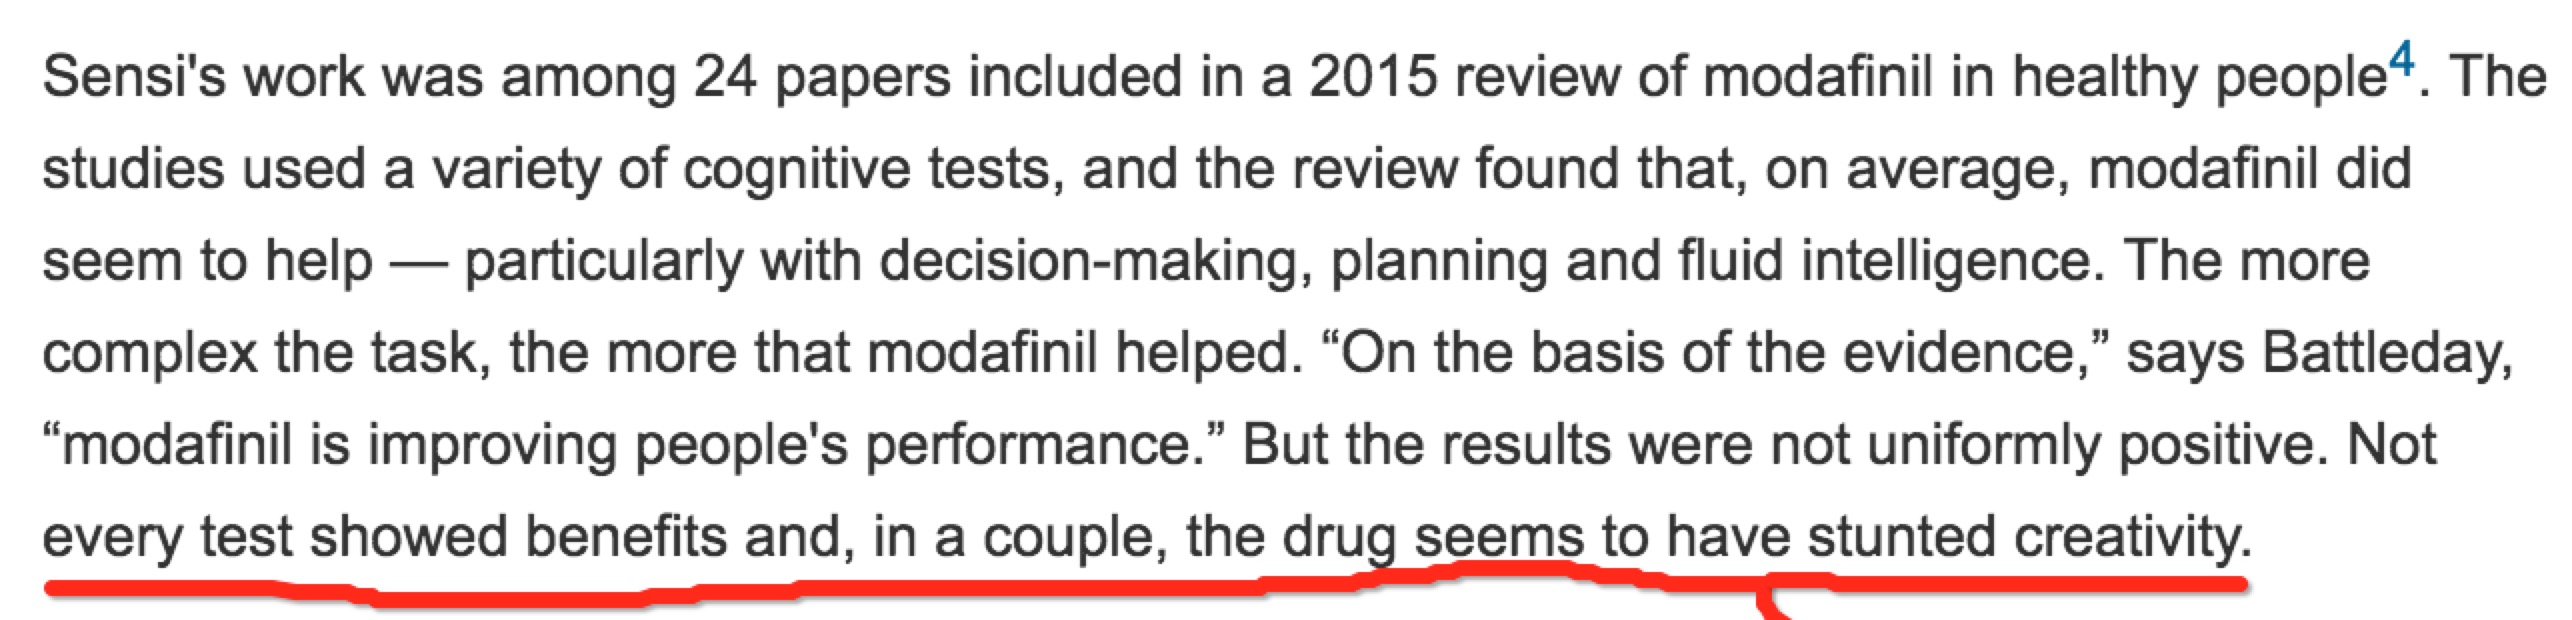 Sensi's work was among 24 papers included in a 2015 review of modafinil in healthy people4. The
studies used a variety of cognitive tests, and the review found that, on average, modafinil did
seem to help — particularly with decision-making, planning and fluid intelligence. The more
complex the task, the more that modafinil helped. “On the basis of the evidence,” says Battleday,
“modafinil is improving people's performance.” But the results were not uniformly positive. Not
every test showed benefits and, in a couple, the drug seems to have stunted creativity.